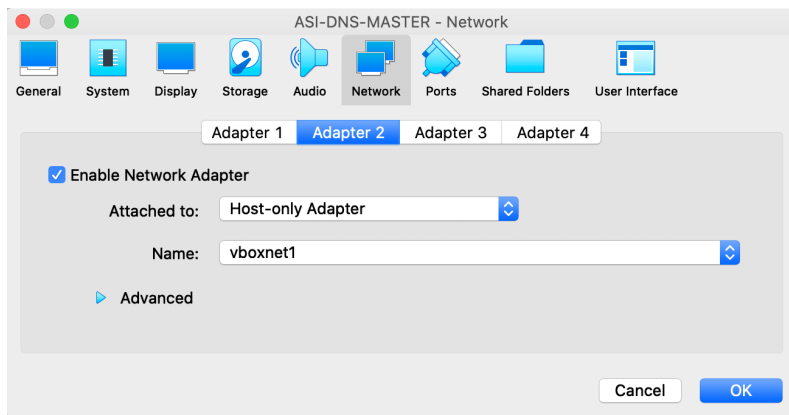 ASI-DNS-MASTER - Network
General System Display Storage Audio Network Ports Shared Folders User Interface
Adapter 1 Adapter 2 Adapter 3 Adapter 4
Enable Network Adapter
Attached to: Host-only Adapter
Name: vboxnet1
Advanced
Cancel OK